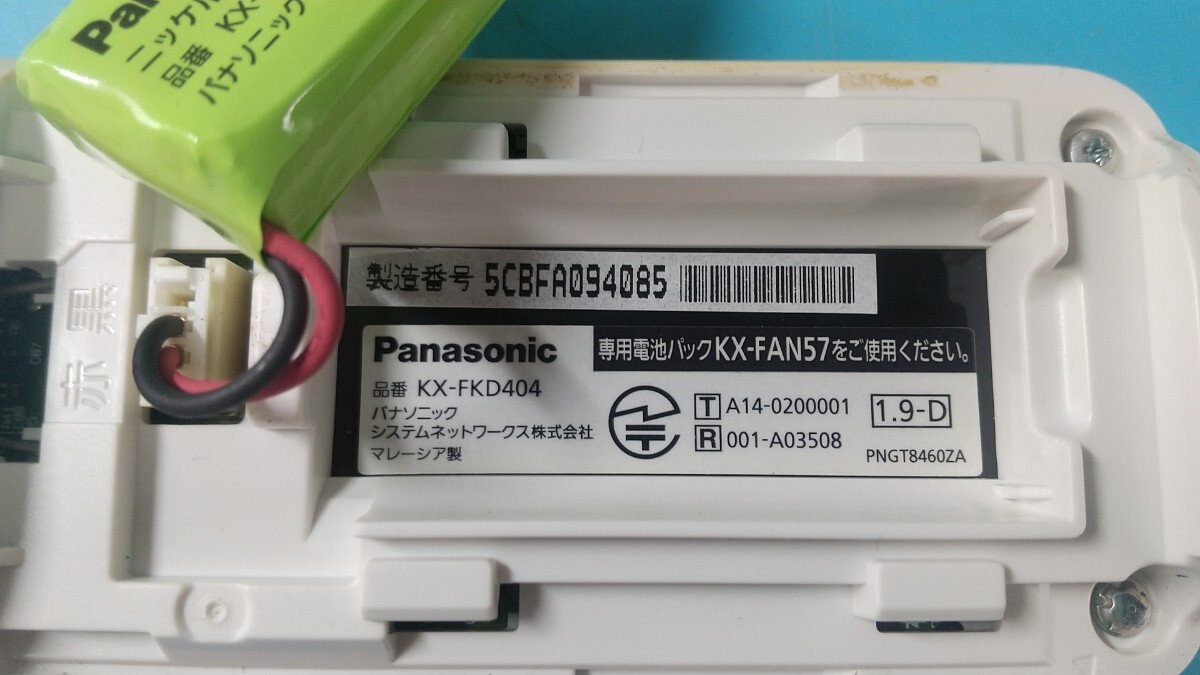 Pan
ニッケル
品番 KX-
パナソニック
赤 黒
製造番号 5CBFA094085
Panasonic
専用電池パックKX-FAN57をご使用ください。
品番 KX-FKD404
パナソニック
システムネットワークス株式会社
マレーシア製
T A14-0200001
R 001-A03508
1.9-D
PNGT8460ZA
CB7